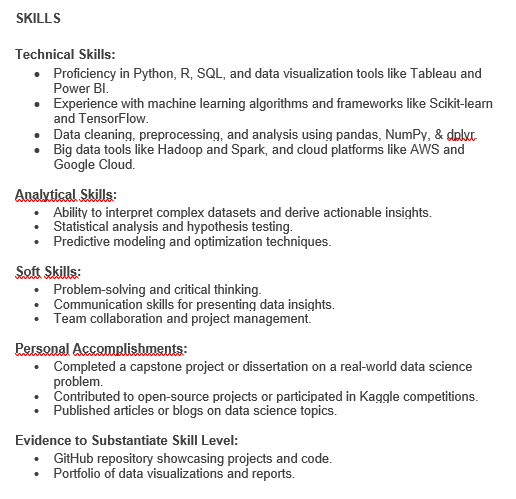 SKILLS
Technical Skills:
• Proficiency in Python, R, SQL, and data visualization tools like Tableau and
Power BI.
• Experience with machine learning algorithms and frameworks like Scikit-learn
and TensorFlow.
• Data cleaning, preprocessing, and analysis using pandas, NumPy, & dplyr.
• Big data tools like Hadoop and Spark, and cloud platforms like AWS and
Google Cloud.
Analytical Skills:
• Ability to interpret complex datasets and derive actionable insights.
• Statistical analysis and hypothesis testing.
• Predictive modeling and optimization techniques.
Soft Skills:
• Problem-solving and critical thinking.
• Communication skills for presenting data insights.
• Team collaboration and project management.
Personal Accomplishments:
• Completed a capstone project or dissertation on a real-world data science
problem.
• Contributed to open-source projects or participated in Kaggle competitions.
• Published articles or blogs on data science topics.
Evidence to Substantiate Skill Level:
• GitHub repository showcasing projects and code.
• Portfolio of data visualizations and reports.